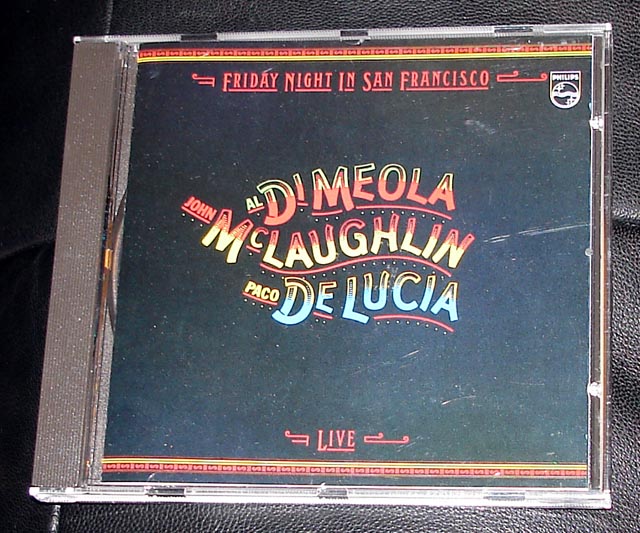 FRIDAY NIGHT IN SAN FRANCISCO
PHILIPS
AL DI MEOLA
JOHN MCLAUGHLIN
PACO DE LUCIA
LIVE